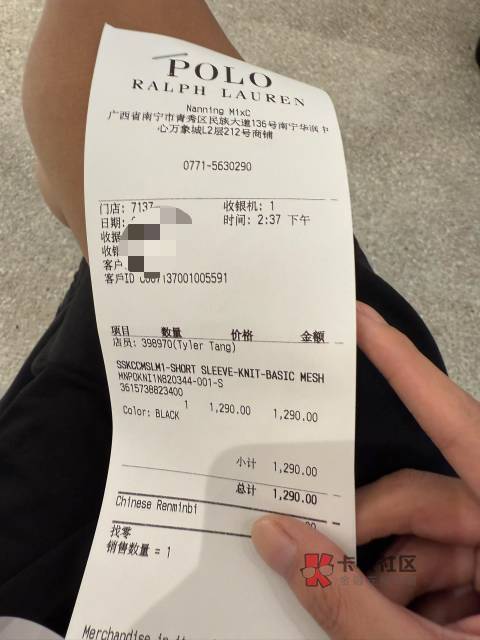 POLO
RALPH LAUREN
Nanning MixC
广西省南宁市青秀区民族大道136号南宁华润中
心万象城L2层212号商铺
0771-5630290
门店: 7137
收银机: 1
日期:
时间: 2:37 下午
收据
收银
客户
客戶ID C007137001005591
项目 数量 价格 金额
店员: 398970(Tyler Tang)
SSKCCMSLM1-SHORT SLEEVE-KNIT-BASIC MESH
MNPOKNI1N820344-001-S
3615738823400
1 1,290.00 1,290.00
Color: BLACK
小计 1,290.00
总计 1,290.00
Chinese Renminbi
找零
销售数量 = 1
Merchandise in
社区